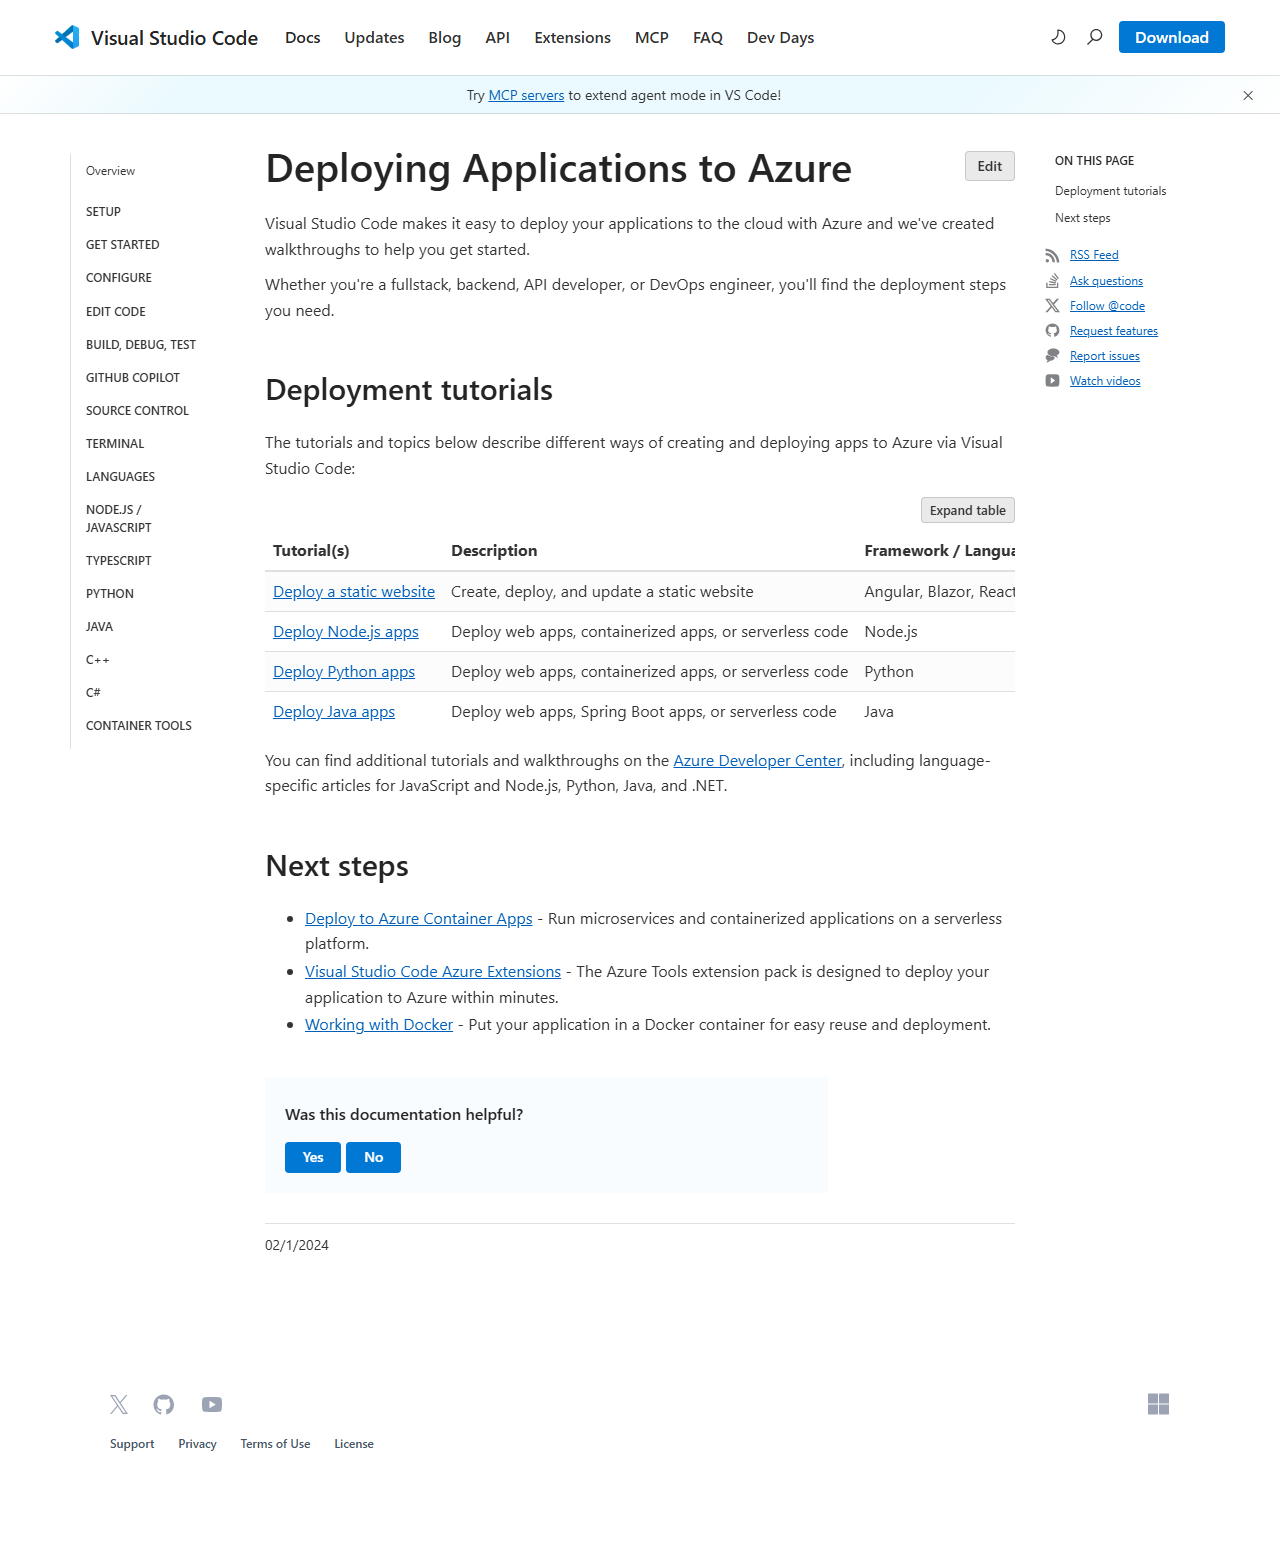 Visual Studio Code
Docs
Updates
Blog
API
Extensions
MCP
FAQ
Dev Days
Download
Try MCP servers to extend agent mode in VS Code!
Overview
SETUP
GET STARTED
CONFIGURE
EDIT CODE
BUILD, DEBUG, TEST
GITHUB COPILOT
SOURCE CONTROL
TERMINAL
LANGUAGES
NODE.JS /
JAVASCRIPT
TYPESCRIPT
PYTHON
JAVA
C++
C#
CONTAINER TOOLS
Deploying Applications to Azure
Edit
Visual Studio Code makes it easy to deploy your applications to the cloud with Azure and we've created
walkthroughs to help you get started.
Whether you're a fullstack, backend, API developer, or DevOps engineer, you'll find the deployment steps
you need.
Deployment tutorials
The tutorials and topics below describe different ways of creating and deploying apps to Azure via Visual
Studio Code:
Expand table
Tutorial(s) Description Framework / Langua
Deploy a static website Create, deploy, and update a static website Angular, Blazor, React
Deploy Node.js apps Deploy web apps, containerized apps, or serverless code Node.js
Deploy Python apps Deploy web apps, containerized apps, or serverless code Python
Deploy Java apps Deploy web apps, Spring Boot apps, or serverless code Java
You can find additional tutorials and walkthroughs on the Azure Developer Center, including language-
specific articles for JavaScript and Node.js, Python, Java, and .NET.
Next steps
• Deploy to Azure Container Apps - Run microservices and containerized applications on a serverless
platform.
• Visual Studio Code Azure Extensions - The Azure Tools extension pack is designed to deploy your
application to Azure within minutes.
• Working with Docker - Put your application in a Docker container for easy reuse and deployment.
Was this documentation helpful?
Yes
No
02/1/2024
ON THIS PAGE
Deployment tutorials
Next steps
RSS Feed
Ask questions
Follow @code
Request features
Report issues
Watch videos
Support
Privacy
Terms of Use
License